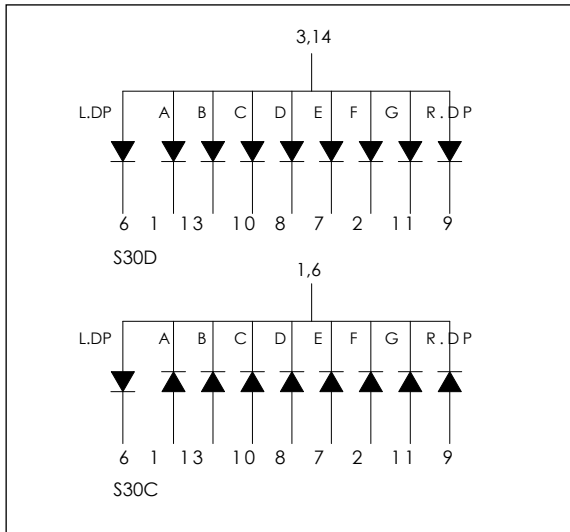 3,14
L.DP A B C D E F G R.DP
6 1 13 10 8 7 2 11 9
S30D
1,6
L.DP A B C D E F G R.DP
6 1 13 10 8 7 2 11 9
S30C